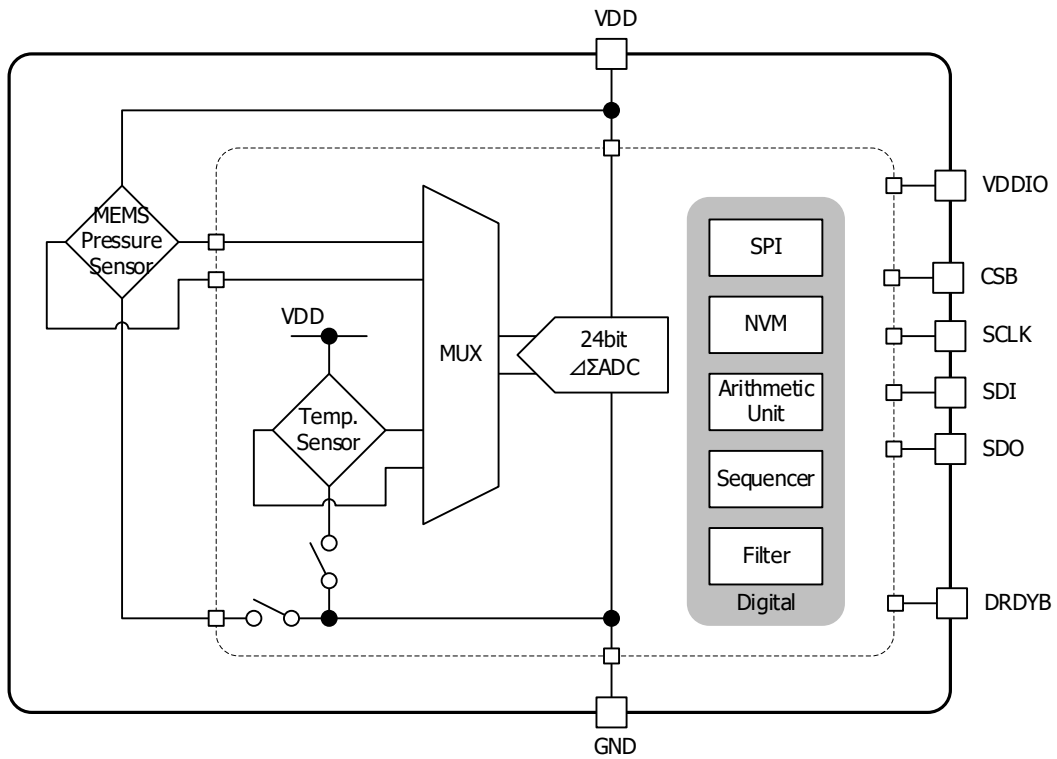 VDD
VDDIO
MEMS
Pressure
Sensor
SPI
CSB
VDD
NVM
SCLK
MUX
24bit
⊿ΣADC
Arithmetic
Unit
SDI
Temp.
Sensor
SDO
Sequencer
Filter
Digital
DRDYB
GND